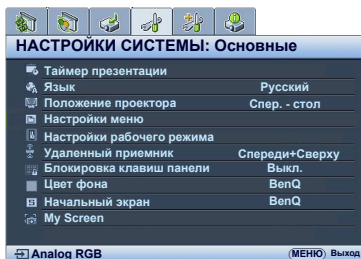 НАСТРОЙКИ СИСТЕМЫ: Основные
Таймер презентации
Язык Русский
Положение проектора Спер. - стол
Настройки меню
Настройки рабочего режима
Удаленный приемник Спереди+Сверху
Блокировка клавиш панели Выкл.
Цвет фона BenQ
Начальный экран BenQ
My Screen
Analog RGB (МЕНЮ) Выход